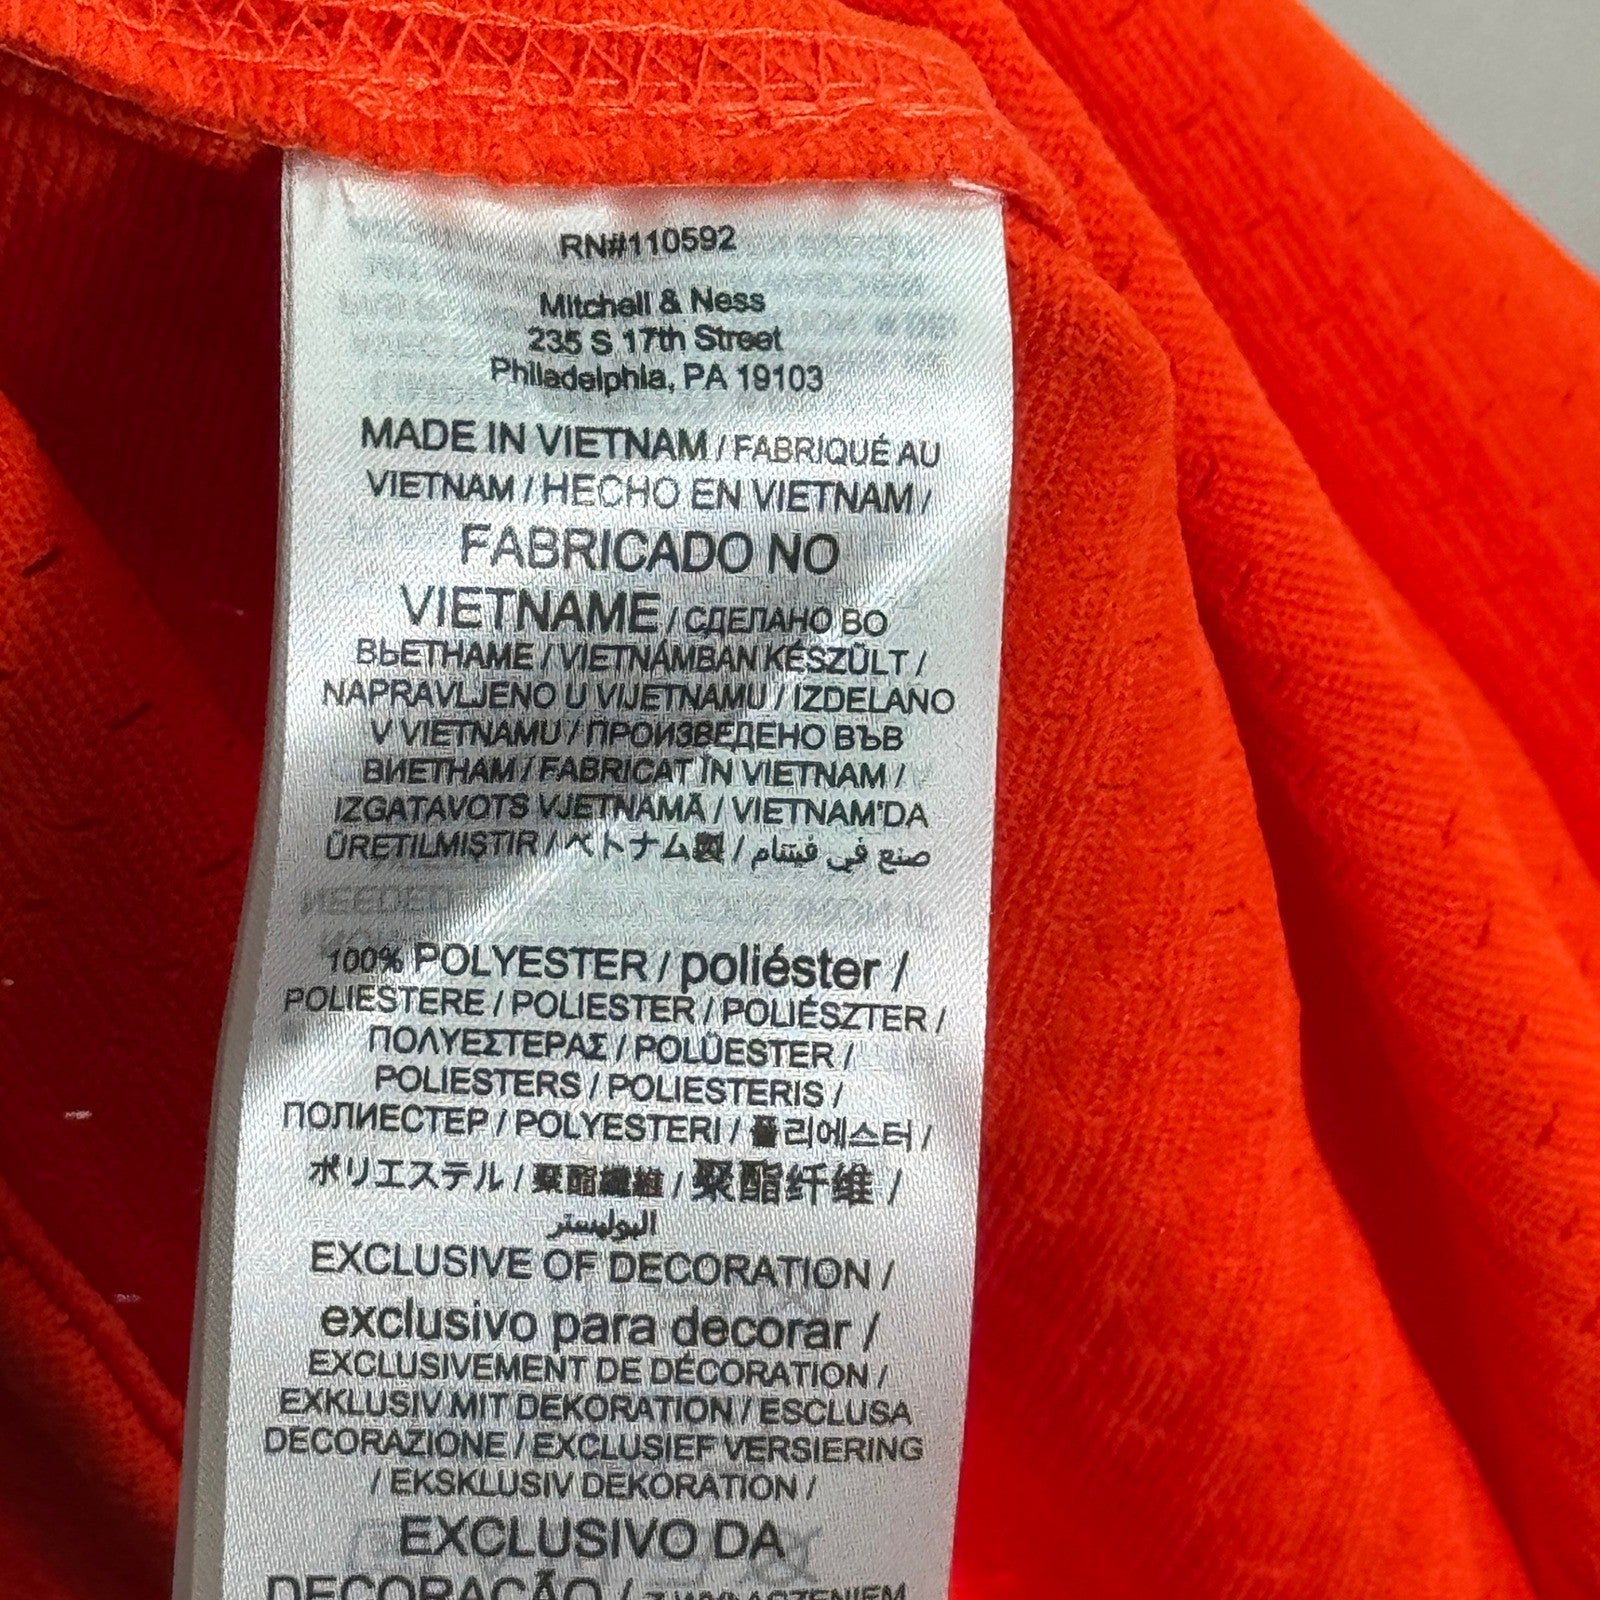 RN#110592
Mitchell & Ness
235 S 17th Street
Philadelphia, PA 19103
MADE IN VIETNAM / FABRIQUÉ AU
VIETNAM / HECHO EN VIETNAM /
FABRICADO NO
VIETNAME / СДЕЛАНО ВО
ВЬЕТНАМЕ / VIETNÁMBAN KÉSZÜLT /
NAPRAVLJENO U VIJETNAMU / IZDELANO
V VIETNAMU / ПРОИЗВЕДЕНО ВЪВ
ВИЕТНАМ / FABRICAT ÎN VIETNAM /
IZGATAVOTS VJETNAMĀ / VIETNAM'DA
ÜRETILMIŞTIR / ベトナム製 / صنع في فيتنام
100% POLYESTER / poliéster /
POLIESTERE / POLIESTER / POLIÉSZTER /
ΠΟΛΥΕΣΤΕΡΑΣ / POLÜESTER /
POLIESTERS / POLIESTERIS /
ПОЛИЕСТЕР / POLYESTERI / 폴리에스터 /
ポリエステル / 聚酯纖維 / 聚酯纤维 /
البوليستر
EXCLUSIVE OF DECORATION /
exclusivo para decorar /
EXCLUSIVEMENT DE DÉCORATION /
EXKLUSIV MIT DEKORATION / ESCLUSA
DECORAZIONE / EXCLUSIEF VERSIERING
/ EKSKLUSIV DEKORATION /
EXCLUSIVO DA
DECORAÇÃO /